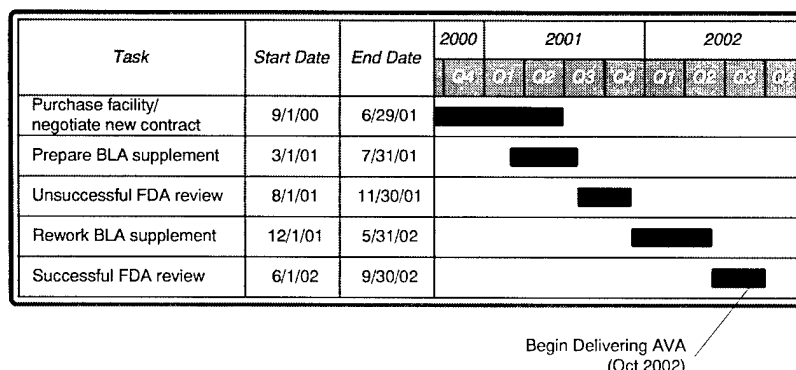 Task Start Date End Date 2000 2001 2002
Q4 Q1 Q2 Q3 Q4 Q1 Q2 Q3 Q4
Purchase facility/
negotiate new contract 9/1/00 6/29/01
Prepare BLA supplement 3/1/01 7/31/01
Unsuccessful FDA review 8/1/01 11/30/01
Rework BLA supplement 12/1/01 5/31/02
Successful FDA review 6/1/02 9/30/02
Begin Delivering AVA
(Oct 2002)